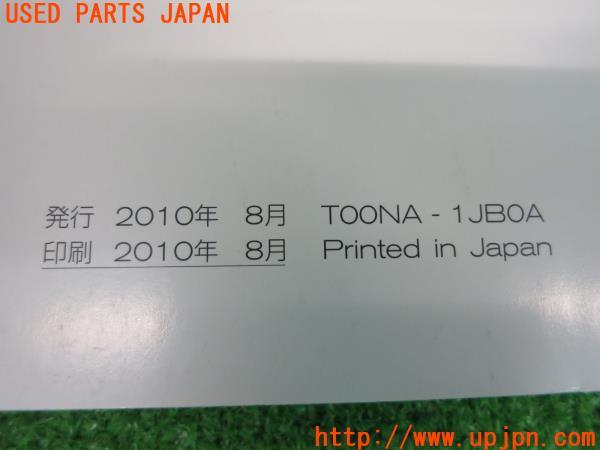 USED PARTS JAPAN
発行 2010年 8月 T00NA - 1JB0A
印刷 2010年 8月 Printed in Japan
http://www.upjpn.com